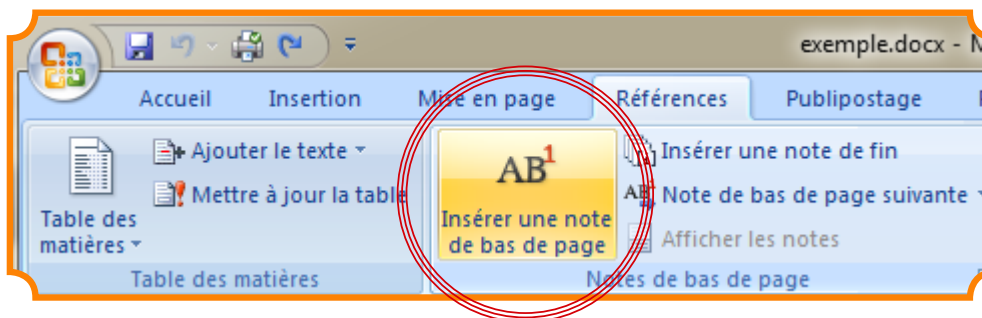 exemple.docx - M
Accueil Insertion Mise en page Références Publipostage
Ajouter le texte
Mettre à jour la table
Table des
matières
Table des matières
AB1
Insérer une note
de bas de page
Insérer une note de fin
AB1 Note de bas de page suivante
Afficher les notes
Notes de bas de page